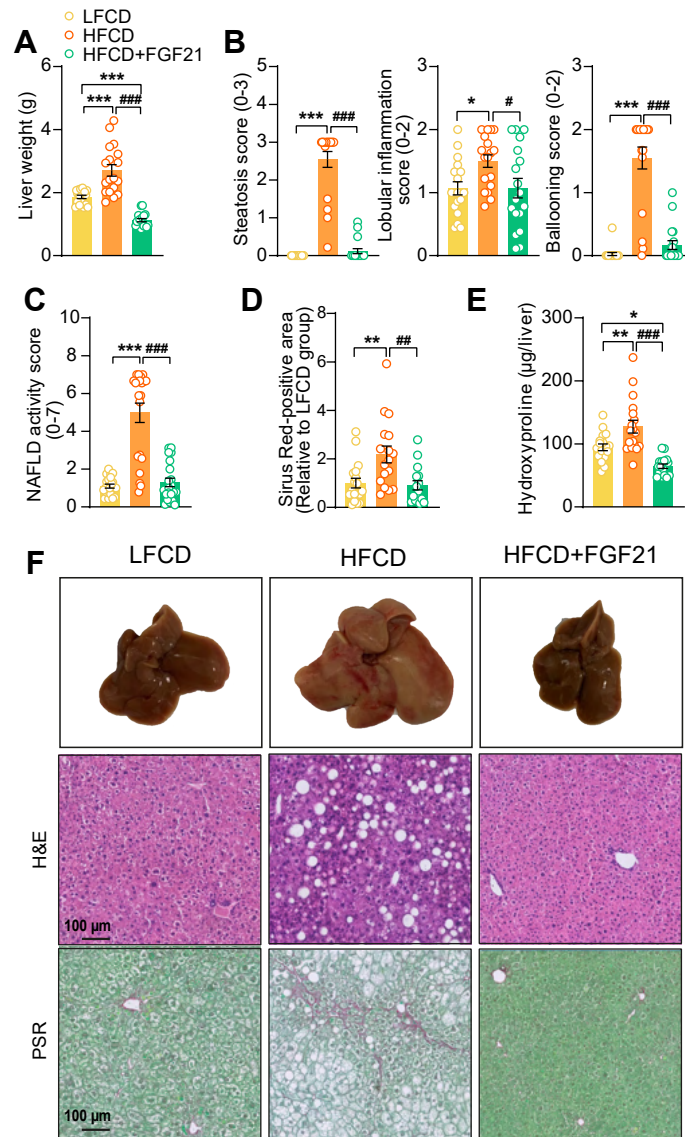 LFCD
HFCD
HFCD+FGF21
A
Liver weight (g)
6
4
2
0
***
***
###
B
Steatosis score (0-3)
5
4
3
2
1
0
***
###
Lobular inflammation
score (0-2)
3
2
1
0
*
#
Ballooning score (0-2)
3
2
1
0
***
###
C
NAFLD activity score
(0-7)
10
8
6
4
2
0
***
###
D
Sirus Red-positive area
(Relative to LFCD group)
8
6
4
2
0
**
##
E
Hydroxyproline (µg/liver)
300
200
100
0
*
**
###
F
LFCD
HFCD
HFCD+FGF21
H&E
100 µm
PSR
100 µm